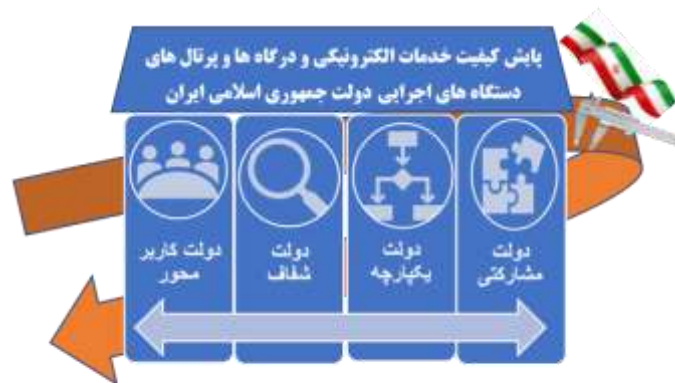 پایش کیفیت خدمات الکترونیکی و درگاه ها و پرتال های
دستگاه های اجرایی دولت جمهوری اسلامی ایران
دولت
مشارکتی
دولت
یکپارچه
دولت
شفاف
دولت کاربر
محور